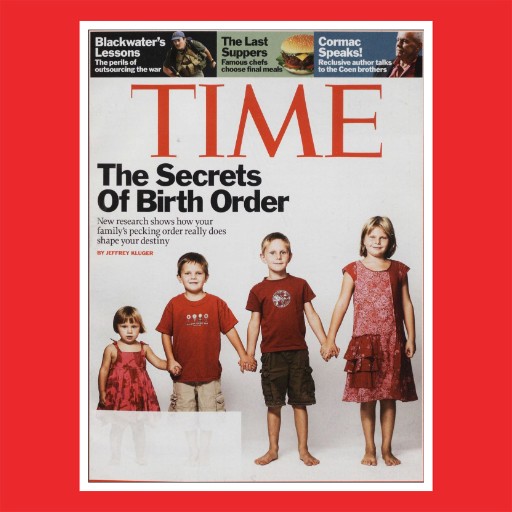 Blackwater's
Lessons
The perils of
outsourcing the war
The Last
Suppers
Famous chefs
choose final meals
Cormac
Speaks!
Reclusive author talks
to the Coen brothers
TIME
The Secrets
Of Birth Order
New research shows how your
family's pecking order really does
shape your destiny
BY JEFFREY KLUGER